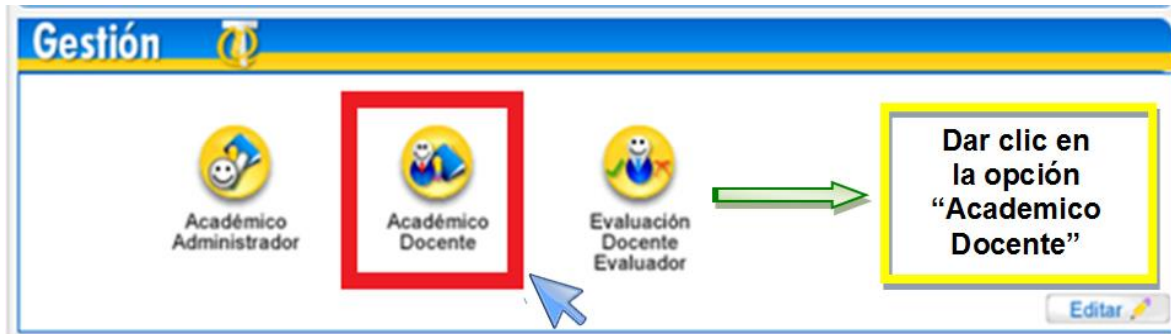 Gestión
Académico
Administrador
Académico
Docente
Evaluación
Docente
Evaluador
Dar clic en
la opción
“Academico
Docente”
Editar